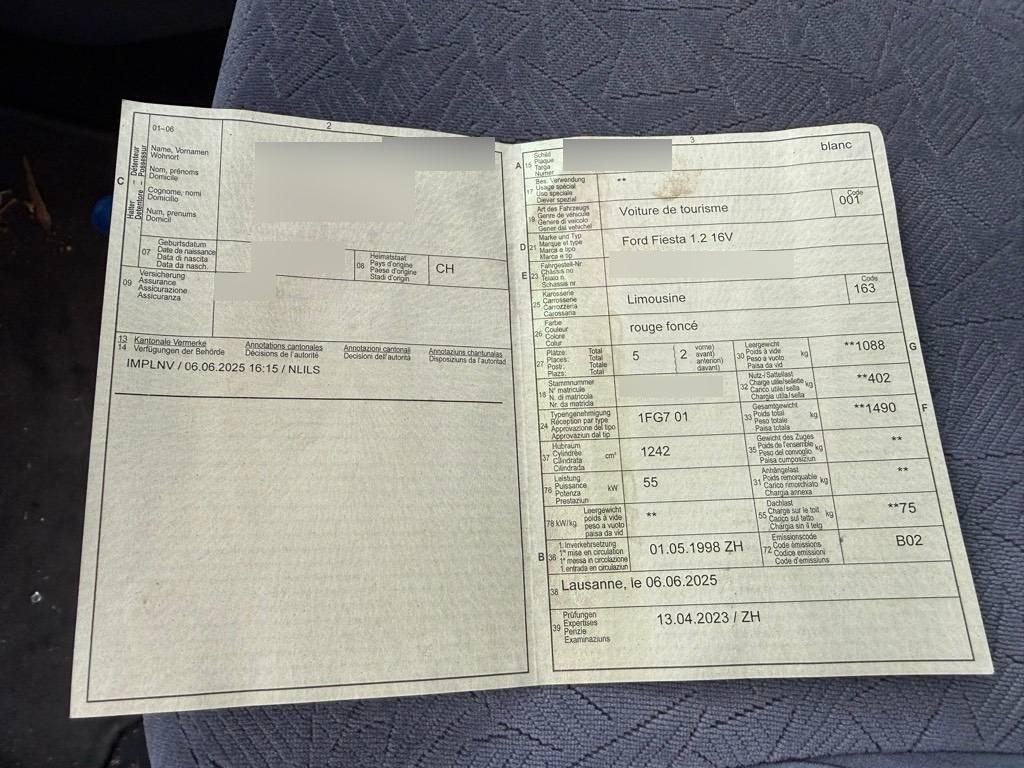 2
01–06
Name, Vornamen
Wohnort
Nom, prénoms
Domicile
Cognome, nomi
Domicilio
Num, prenums
Domicil
C
Halter – Détenteur
Detentore – Possessur
07
Geburtsdatum
Date de naissance
Data di nascita
Data da nasch.
08
Heimatstaat
Pays d'origine
Paese d'origine
Stadi d'origin
CH
09
Versicherung
Assurance
Assicurazione
Assicuranza
13 Kantonale Vermerke Annotations cantonales Annotazioni cantonali Annotaziuns chantunalas
14 Verfügungen der Behörde Décisions de l'autorité Decisioni dell'autorità Disposiziuns da l'autoritad
IMPLNV / 06.06.2025 16:15 / NLILS
3
A 15
Schild
Plaque
Targa
Numer
blanc
17
Bes. Verwendung
Usage spécial
Uso speciale
Diever spezial
**
19
Art des Fahrzeugs
Genre de véhicule
Genere di veicolo
Gener dal vehichel
Voiture de tourisme
Code
001
D 21
Marke und Typ
Marque et type
Marca e tipo
Marca e tip
Ford Fiesta 1.2 16V
E 23
Fahrgestell-Nr.
Châssis no
Telaio n.
Schassis nr
25
Karosserie
Carrosserie
Carrozzeria
Carossaria
Limousine
Code
163
26
Farbe
Couleur
Colore
Colur
rouge foncé
27
Plätze: Total
Places: Total
Posti: Totale
Plazs: Total
5
2
vorne)
avant)
anteriori)
davant)
30
Leergewicht
Poids à vide
Peso a vuoto
Paisa da vid
kg
**1088
G
18
Stammnummer
N° matricule
N. di matricola
Nr. da matricla
32
Nutz-/Sattellast
Charge utile/sellette
Carico utile/sella
Chargia utila/sella
kg
**402
24
Typengenehmigung
Réception par type
Approvazione del tipo
Approvaziun dal tip
1FG7 01
33
Gesamtgewicht
Poids total
Peso totale
Paisa totala
kg
**1490
F
37
Hubraum
Cylindrée
Cilindrata
Cilindrada
cm³
1242
35
Gewicht des Zuges
Poids de l'ensemble
Peso del convoglio
Paisa cumposiziun
kg
**
76
Leistung
Puissance
Potenza
Prestaziun
kW
55
31
Anhängelast
Poids remorquable
Carico rimorchiato
Chargia annexa
kg
**
78 kW/kg
Leergewicht
poids à vide
peso a vuoto
paisa da vid
**
55
Dachlast
Charge sur le toit
Carico sul tetto
Chargia sin il tetg
kg
**75
B 36
1. Inverkehrsetzung
1re mise en circulation
1a messa in circolazione
1. entrada en circulaziun
01.05.1998 ZH
72
Emissionscode
Code émissions
Codice emissioni
Code d'emissiuns
B02
38
Lausanne, le 06.06.2025
39
Prüfungen
Expertises
Perizie
Examinaziuns
13.04.2023 / ZH